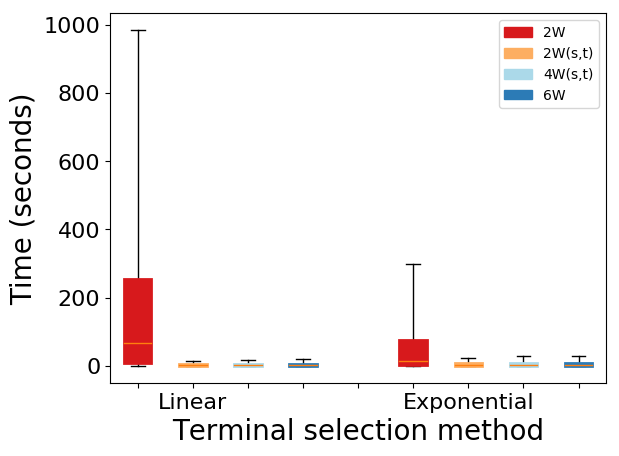 1000
800
600
400
200
0
Time (seconds)
2W
2W(s,t)
4W(s,t)
6W
Linear
Exponential
Terminal selection method